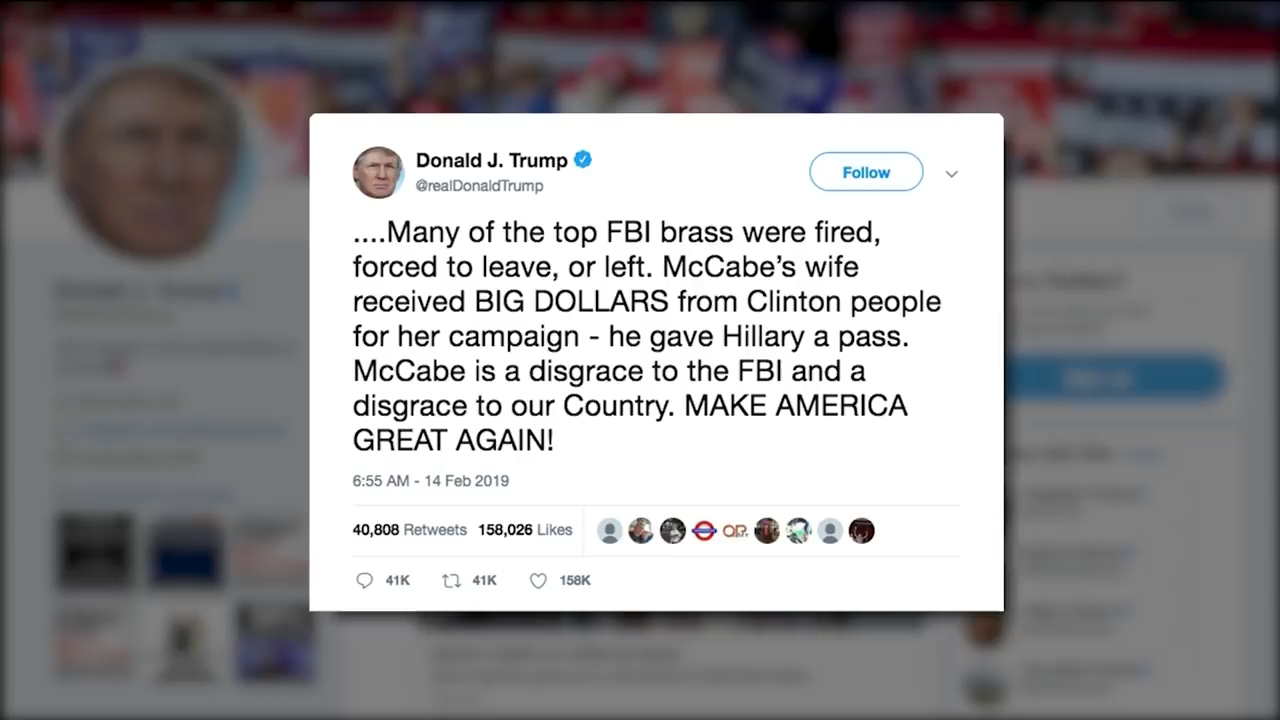 Donald J. Trump
@realDonaldTrump
Follow
....Many of the top FBI brass were fired,
forced to leave, or left. McCabe’s wife
received BIG DOLLARS from Clinton people
for her campaign - he gave Hillary a pass.
McCabe is a disgrace to the FBI and a
disgrace to our Country. MAKE AMERICA
GREAT AGAIN!
6:55 AM - 14 Feb 2019
40,808 Retweets 158,026 Likes
41K 41K 158K